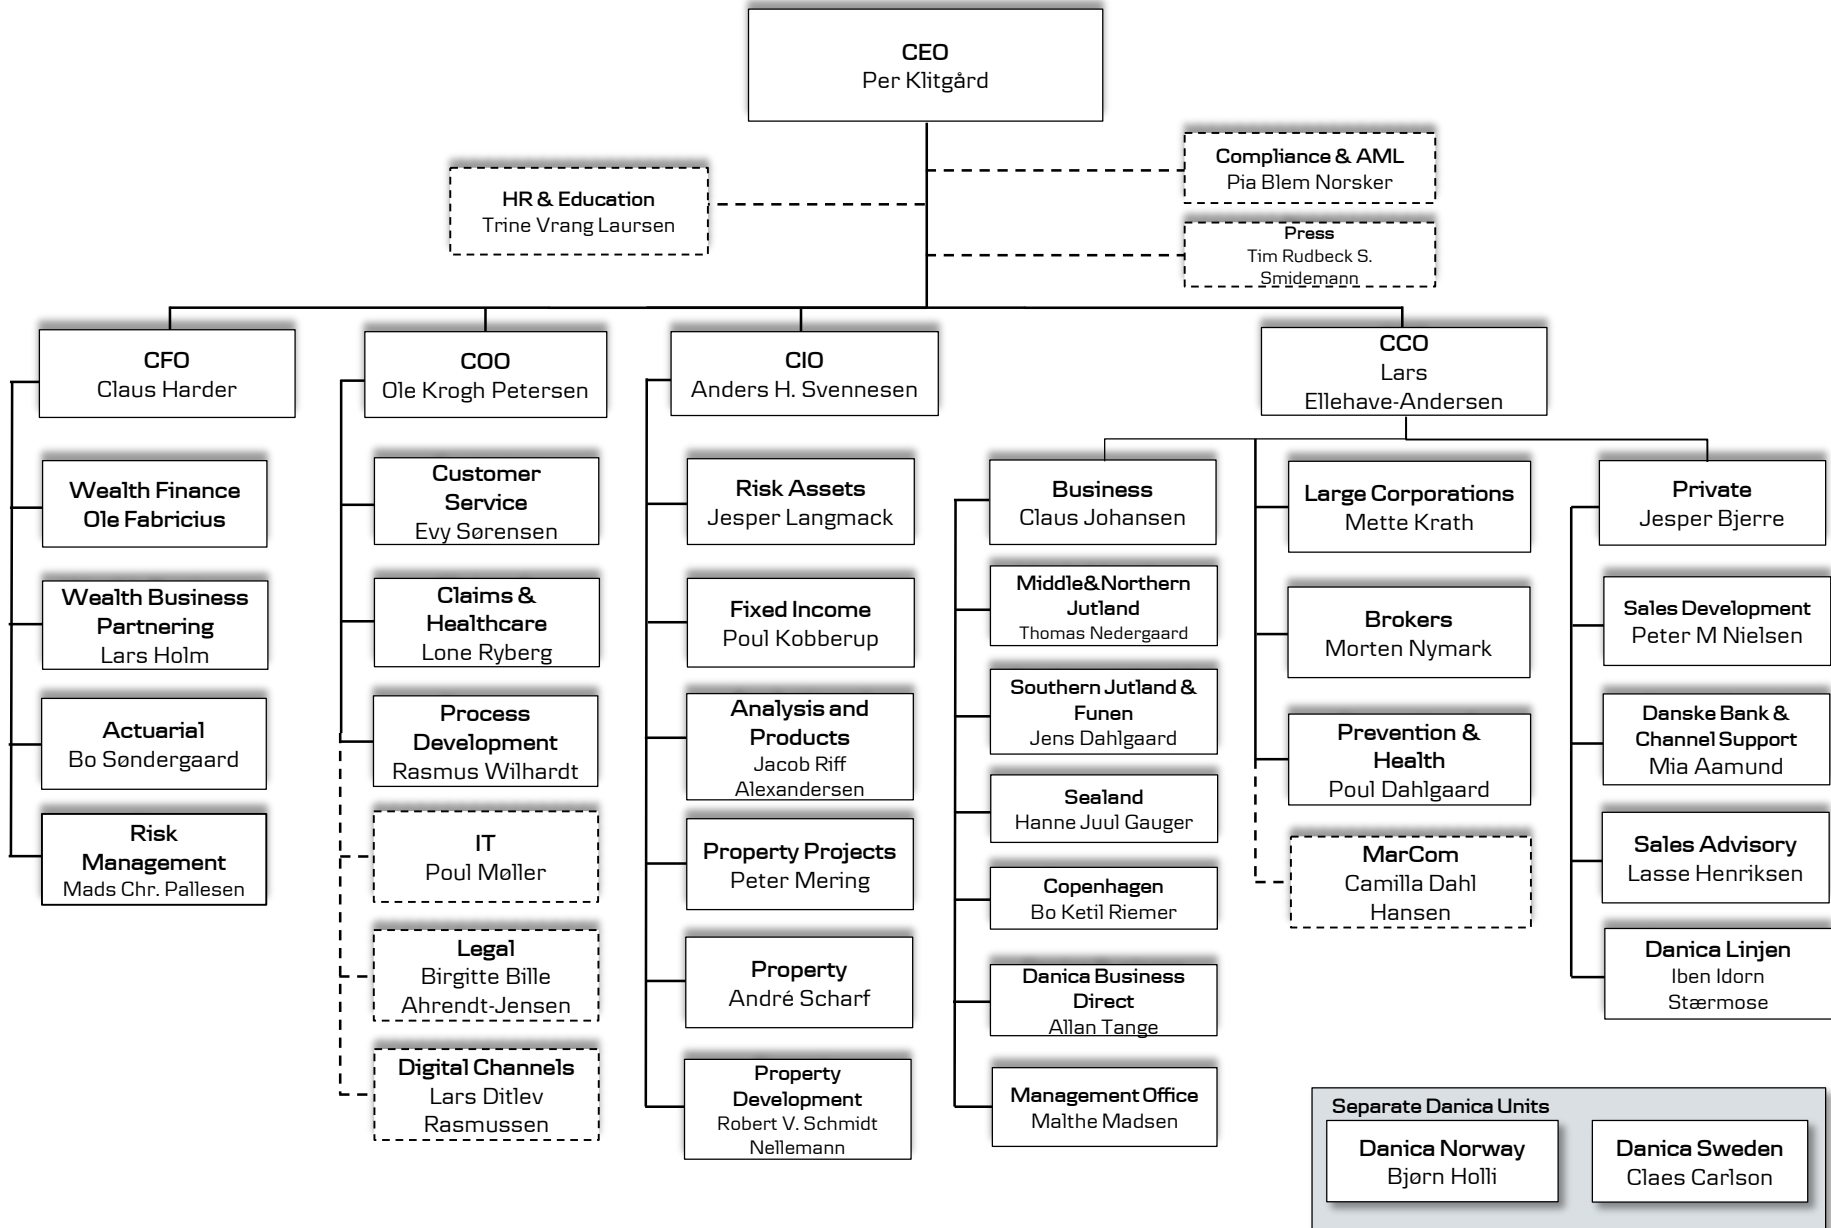 CEO
Per Klitgård
Compliance & AML
Pia Blem Norsker
HR & Education
Trine Vrang Laursen
Press
Tim Rudbeck S.
Smidemann
CFO
Claus Harder
COO
Ole Krogh Petersen
CIO
Anders H. Svennesen
CCO
Lars
Ellehave-Andersen
Wealth Finance
Ole Fabricius
Wealth Business
Partnering
Lars Holm
Actuarial
Bo Søndergaard
Risk
Management
Mads Chr. Pallesen
Customer
Service
Evy Sørensen
Claims &
Healthcare
Lone Ryberg
Process
Development
Rasmus Wilhardt
IT
Poul Møller
Legal
Birgitte Bille
Ahrendt-Jensen
Digital Channels
Lars Ditlev
Rasmussen
Risk Assets
Jesper Langmack
Fixed Income
Poul Kobberup
Analysis and
Products
Jacob Riff
Alexandersen
Property Projects
Peter Mering
Property
André Scharf
Property
Development
Robert V. Schmidt
Nellemann
Business
Claus Johansen
Middle&Northern
Jutland
Thomas Nedergaard
Southern Jutland &
Funen
Jens Dahlgaard
Sealand
Hanne Juul Gauger
Copenhagen
Bo Ketil Riemer
Danica Business
Direct
Allan Tange
Management Office
Malthe Madsen
Large Corporations
Mette Krath
Brokers
Morten Nymark
Prevention &
Health
Poul Dahlgaard
MarCom
Camilla Dahl
Hansen
Private
Jesper Bjerre
Sales Development
Peter M Nielsen
Danske Bank &
Channel Support
Mia Aamund
Sales Advisory
Lasse Henriksen
Danica Linjen
Iben Idorn
Stærmose
Separate Danica Units
Danica Norway
Bjørn Holli
Danica Sweden
Claes Carlson